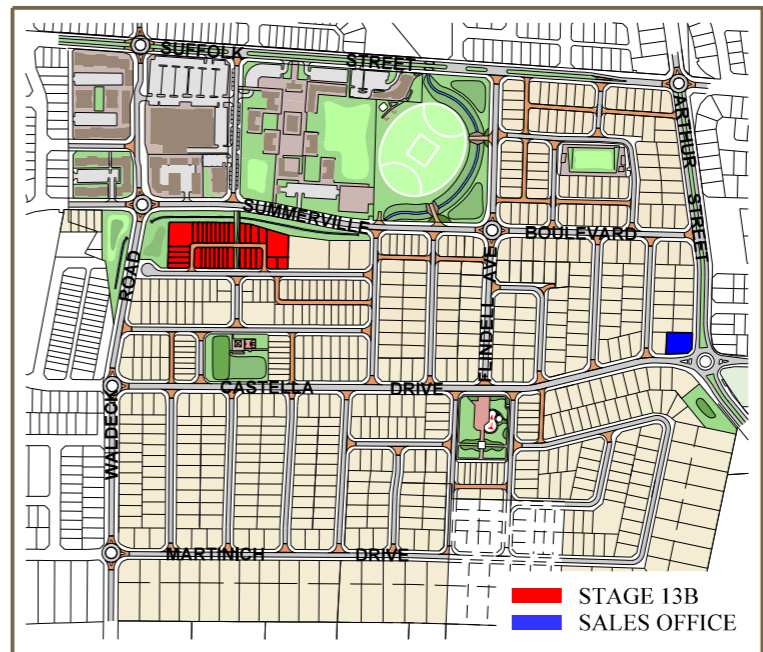 SUFFOLK STREET
ARTHUR STREET
SUMMERVILLE BOULEVARD
WALDECK ROAD
FLINDELL AVE
CASTELLA DRIVE
MARTINICH DRIVE
STAGE 13B
SALES OFFICE